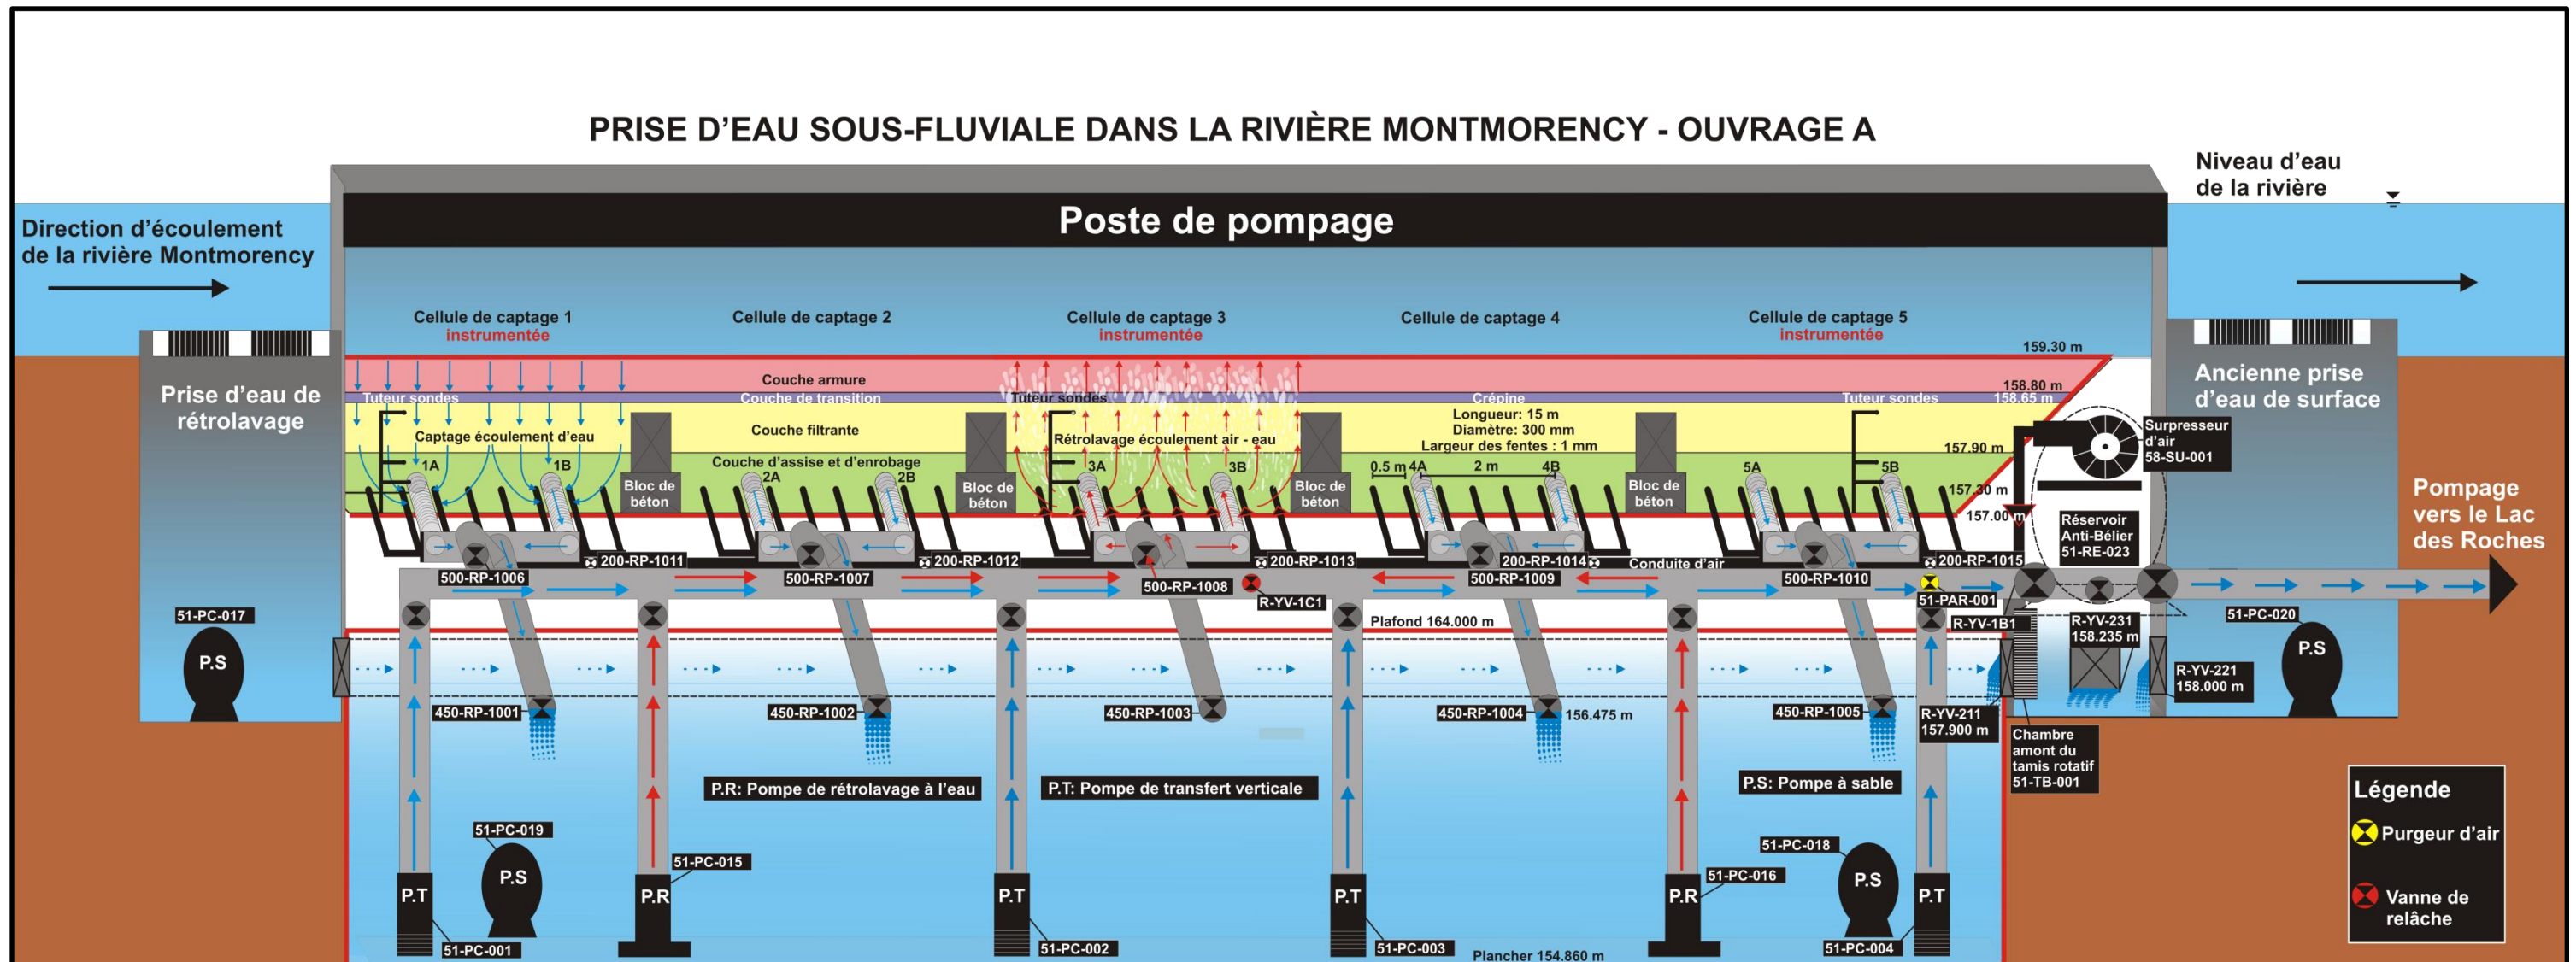 PRISE D'EAU SOUS-FLUVIALE DANS LA RIVIÈRE MONTMORENCY - OUVRAGE A
Niveau d'eau
de la rivière
Poste de pompage
Direction d'écoulement
de la rivière Montmorency
Cellule de captage 1
instrumentée
Cellule de captage 2
Cellule de captage 3
instrumentée
Cellule de captage 4
Cellule de captage 5
instrumentée
159.30 m
Prise d'eau de
rétrolavage
Couche armure
158.80 m
Ancienne prise
d'eau de surface
Tuteur sondes
Couche de transition
Tuteur sondes
Crépine
Tuteur sondes
158.65 m
Longueur: 15 m
Diamètre: 300 mm
Largeur des fentes : 1 mm
Captage écoulement d'eau
Couche filtrante
Rétrolavage écoulement air - eau
157.90 m
Surpresseur
d'air
58-SU-001
Couche d'assise et d'enrobage
1A
1B
2A
2B
3A
3B
0.5 m
4A
2 m
4B
5A
5B
Bloc de
béton
Bloc de
béton
Bloc de
béton
Bloc de
béton
157.30 m
157.00 m
Réservoir
Anti-Bélier
51-RE-023
Pompage
vers le Lac
des Roches
200-RP-1011
200-RP-1012
200-RP-1013
200-RP-1014
Conduite d'air
200-RP-1015
500-RP-1006
500-RP-1007
500-RP-1008
500-RP-1009
500-RP-1010
R-YV-1C1
51-PAR-001
51-PC-017
Plafond 164.000 m
R-YV-1B1
R-YV-231
158.235 m
51-PC-020
P.S
P.S
R-YV-221
158.000 m
450-RP-1001
450-RP-1002
450-RP-1003
450-RP-1004
156.475 m
450-RP-1005
R-YV-211
157.900 m
Chambre
amont du
tamis rotatif
51-TB-001
P.R: Pompe de rétrolavage à l'eau
P.T: Pompe de transfert verticale
P.S: Pompe à sable
Légende
Purgeur d'air
Vanne de
relâche
51-PC-019
51-PC-015
51-PC-018
51-PC-016
P.T
P.S
P.R
P.T
P.T
P.R
P.S
P.T
51-PC-001
51-PC-002
51-PC-003
51-PC-004
Plancher 154.860 m